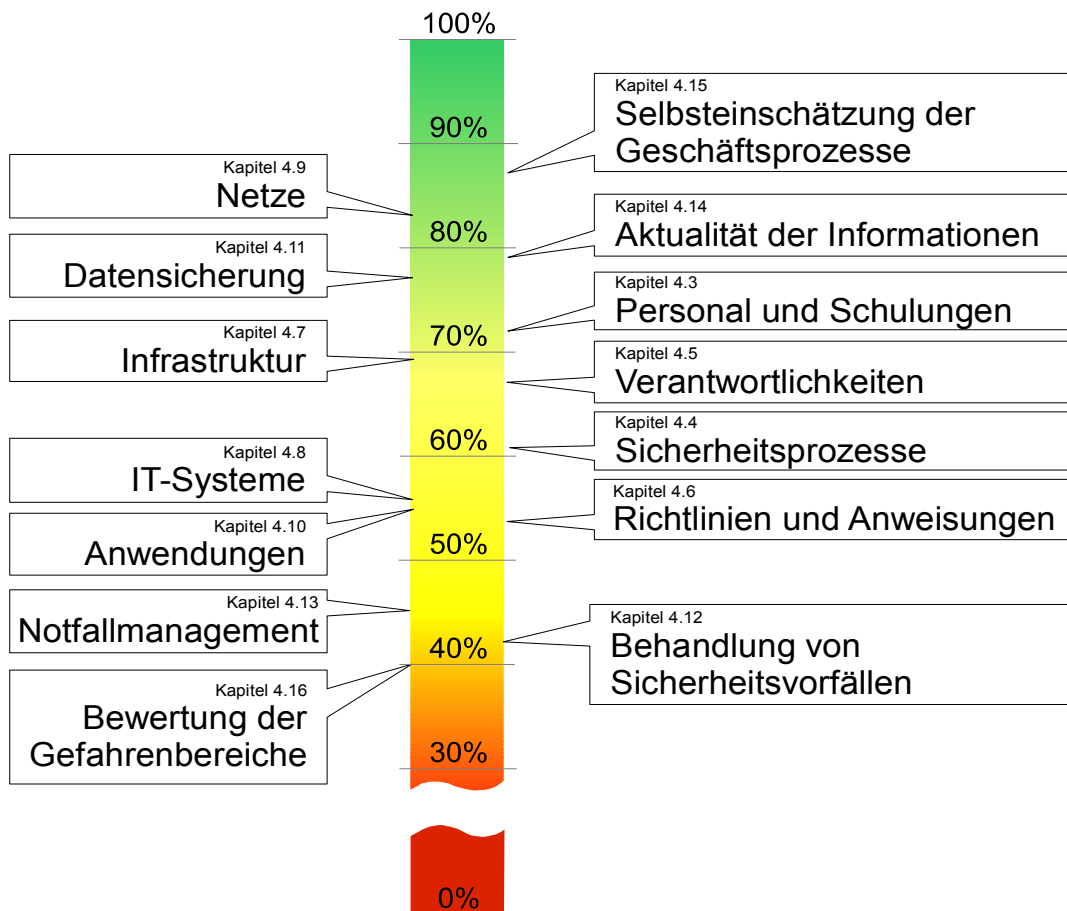 100%
90%
80%
70%
60%
50%
40%
30%
0%
Kapitel 4.9
Netze
Kapitel 4.11
Datensicherung
Kapitel 4.7
Infrastruktur
Kapitel 4.8
IT-Systeme
Kapitel 4.10
Anwendungen
Kapitel 4.13
Notfallmanagement
Kapitel 4.16
Bewertung der
Gefahrenbereiche
Kapitel 4.15
Selbsteinschätzung der
Geschäftsprozesse
Kapitel 4.14
Aktualität der Informationen
Kapitel 4.3
Personal und Schulungen
Kapitel 4.5
Verantwortlichkeiten
Kapitel 4.4
Sicherheitsprozesse
Kapitel 4.6
Richtlinien und Anweisungen
Kapitel 4.12
Behandlung von
Sicherheitsvorfällen